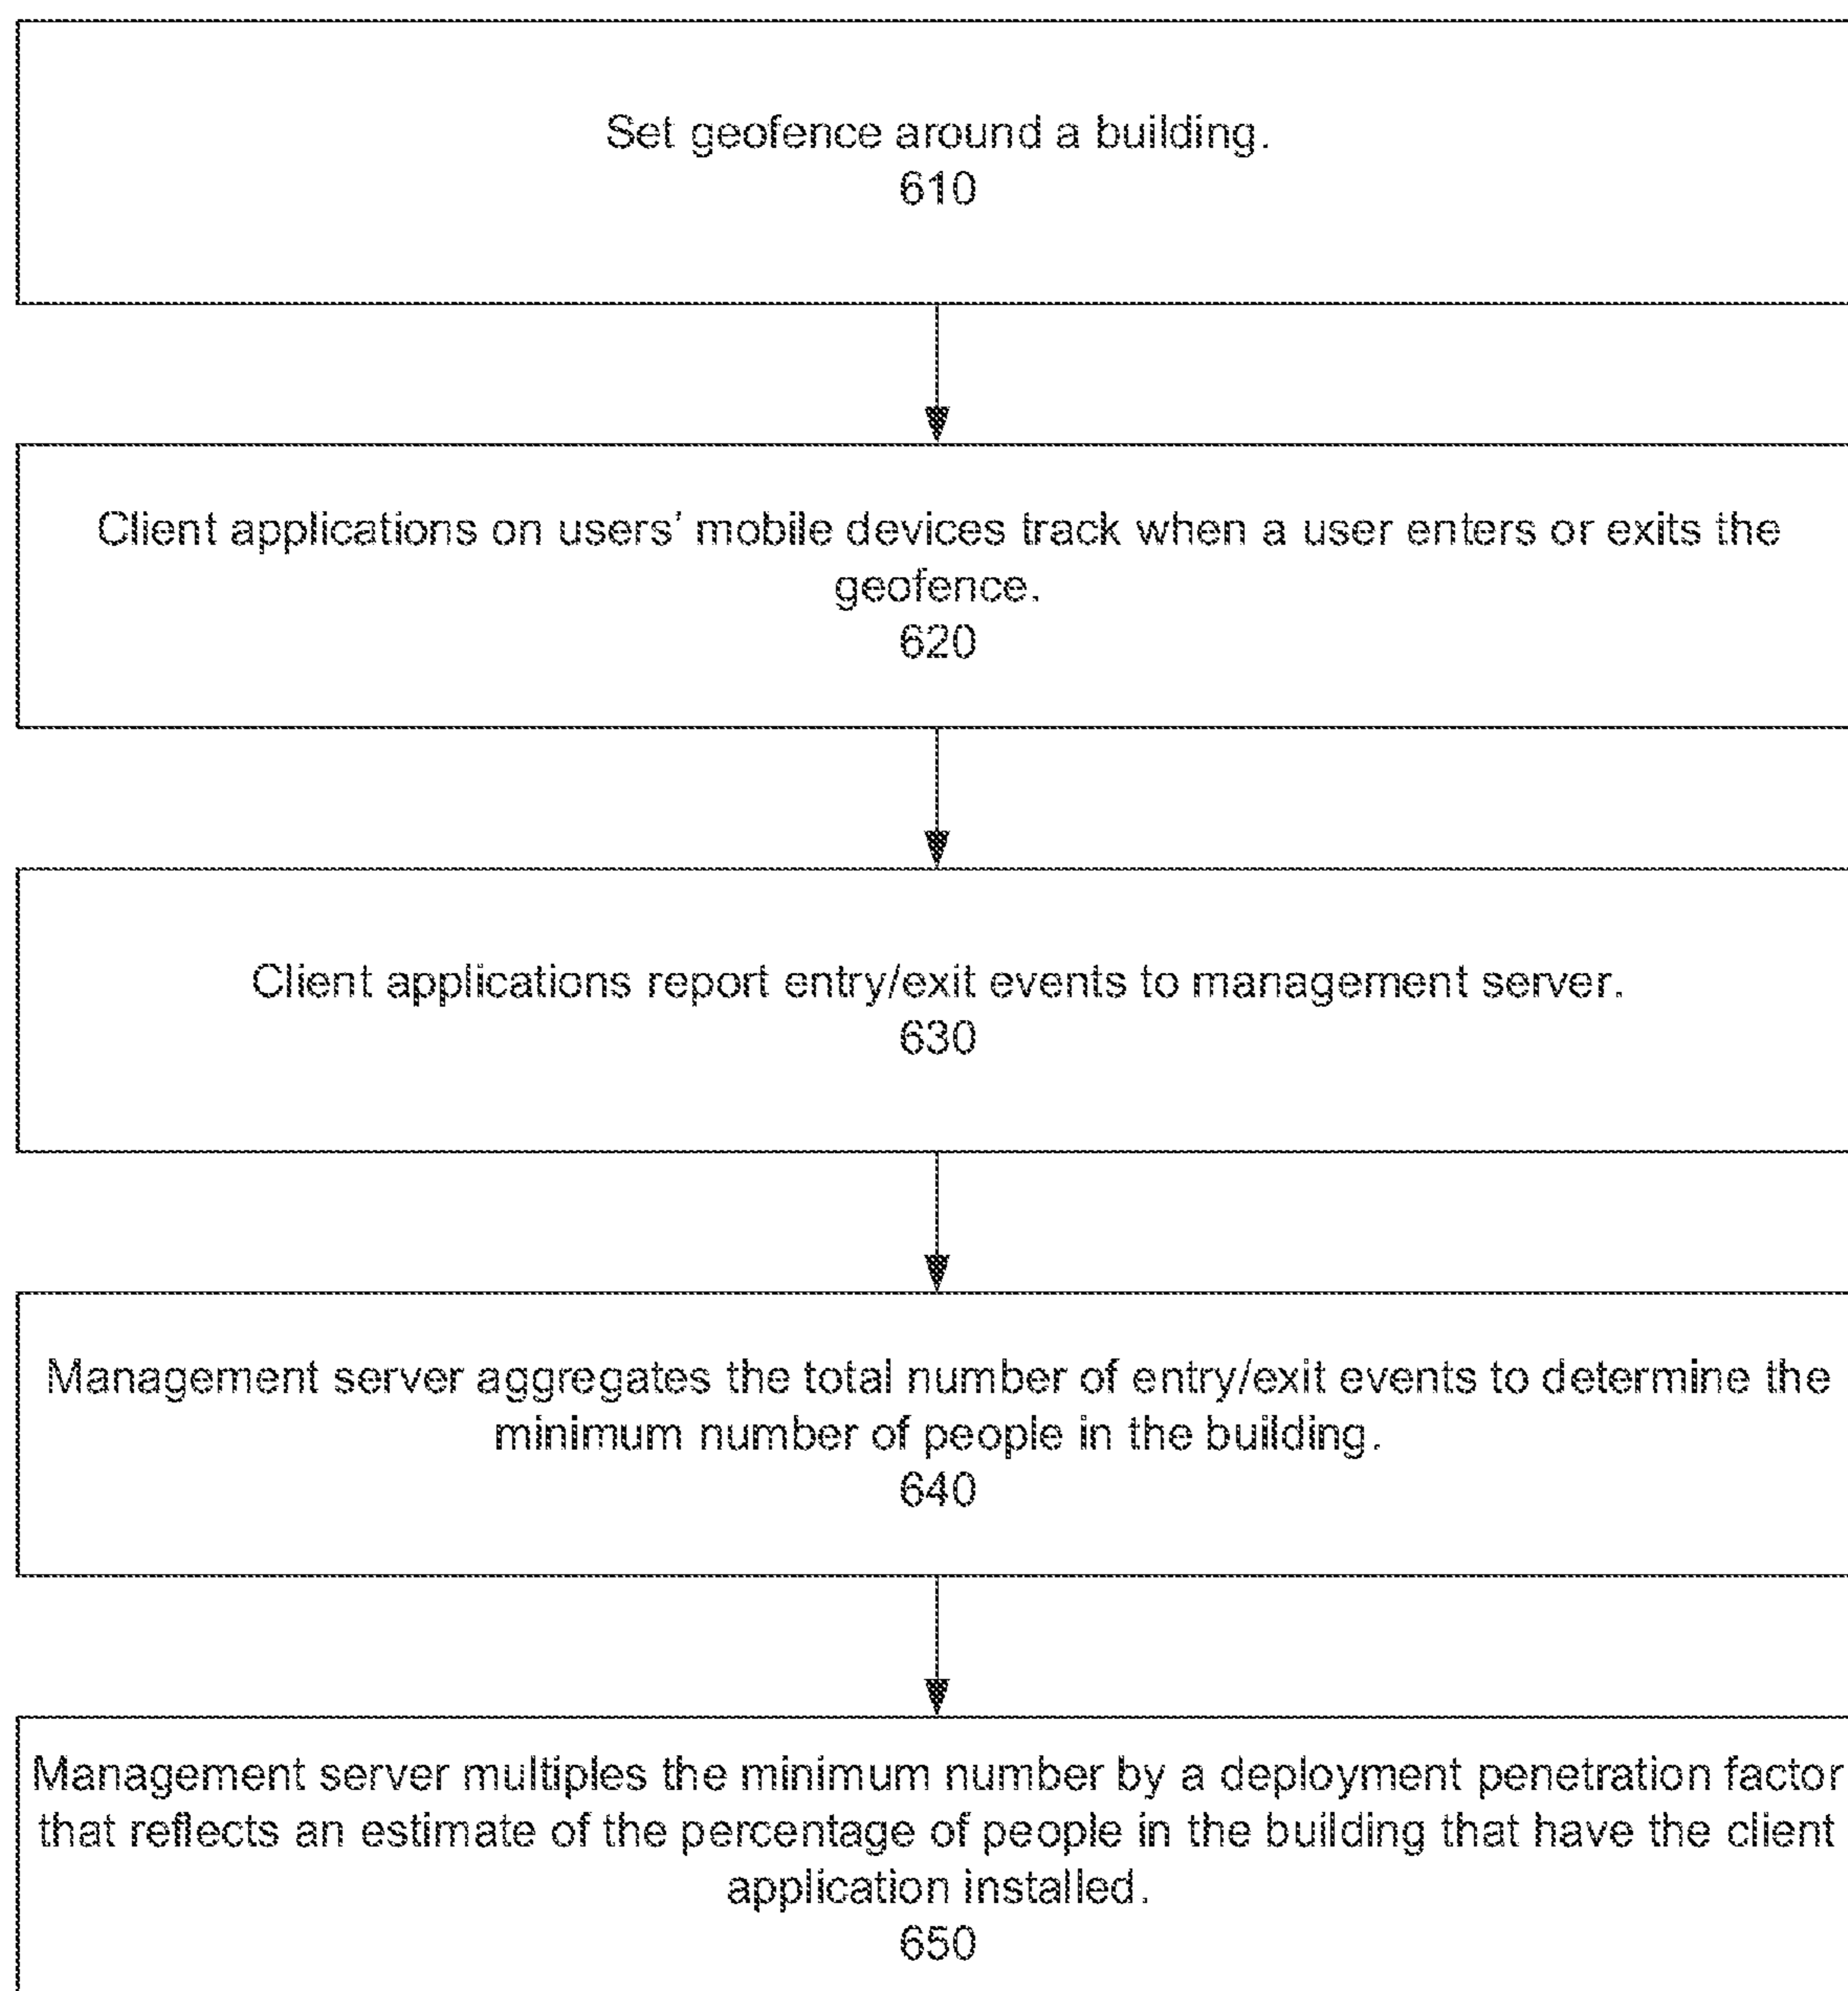 Set geofence around a building.
610
Client applications on users' mobile devices track when a user enters or exits the
geofence.
620
Client applications report entry/exit events to management server.
630
Management server aggregates the total number of entry/exit events to determine the
minimum number of people in the building.
640
Management server multiples the minimum number by a deployment penetration factor
that reflects an estimate of the percentage of people in the building that have the client
application installed.
650